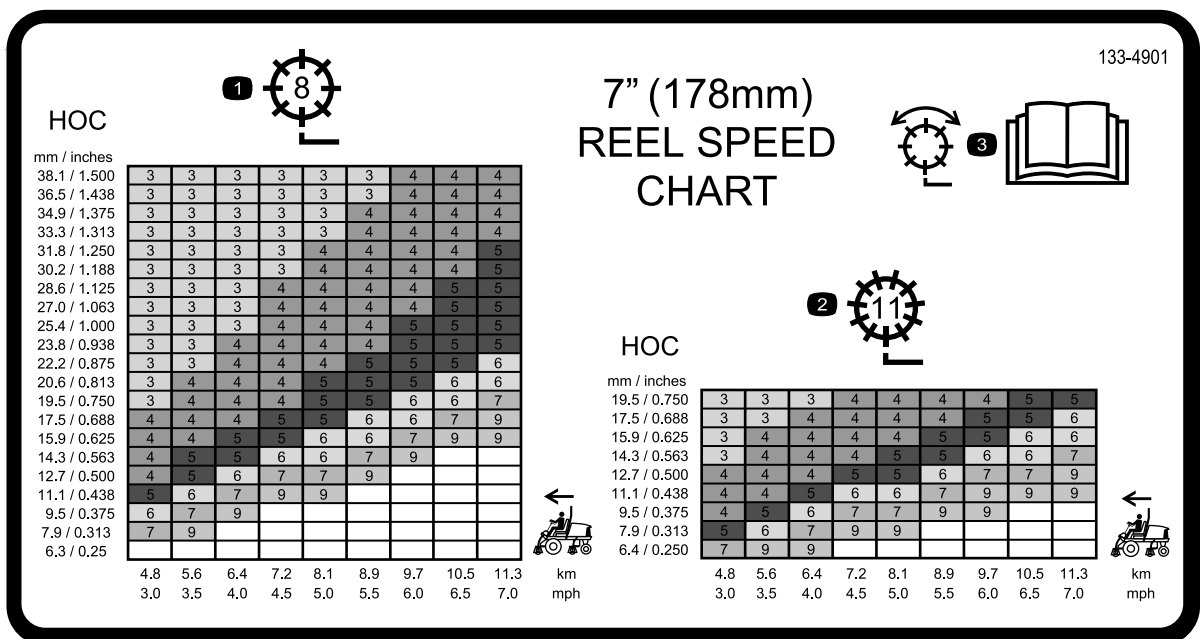 133-4901
7” (178mm)
REEL SPEED
CHART
3
1
8
HOC
mm / inches
38.1 / 1.500 3 3 3 3 3 3 4 4 4
36.5 / 1.438 3 3 3 3 3 3 4 4 4
34.9 / 1.375 3 3 3 3 3 4 4 4 4
33.3 / 1.313 3 3 3 3 3 4 4 4 4
31.8 / 1.250 3 3 3 3 4 4 4 4 5
30.2 / 1.188 3 3 3 3 4 4 4 4 5
28.6 / 1.125 3 3 3 4 4 4 4 5 5
27.0 / 1.063 3 3 3 4 4 4 4 5 5
25.4 / 1.000 3 3 3 4 4 4 5 5 5
23.8 / 0.938 3 3 4 4 4 4 5 5 5
22.2 / 0.875 3 3 4 4 4 5 5 5 6
20.6 / 0.813 3 4 4 4 5 5 5 6 6
19.5 / 0.750 3 4 4 4 5 5 6 6 7
17.5 / 0.688 4 4 4 5 5 6 6 7 9
15.9 / 0.625 4 4 5 5 6 6 7 9 9
14.3 / 0.563 4 5 5 6 6 7 9
12.7 / 0.500 4 5 6 7 7 9
11.1 / 0.438 5 6 7 9 9
9.5 / 0.375 6 7 9
7.9 / 0.313 7 9
6.3 / 0.25
4.8 5.6 6.4 7.2 8.1 8.9 9.7 10.5 11.3 km
3.0 3.5 4.0 4.5 5.0 5.5 6.0 6.5 7.0 mph
2
11
HOC
mm / inches
19.5 / 0.750 3 3 3 4 4 4 4 5 5
17.5 / 0.688 3 3 4 4 4 4 5 5 6
15.9 / 0.625 3 4 4 4 4 5 5 6 6
14.3 / 0.563 3 4 4 4 5 5 6 6 7
12.7 / 0.500 4 4 4 5 5 6 7 7 9
11.1 / 0.438 4 4 5 6 6 7 9 9 9
9.5 / 0.375 4 5 6 7 7 9 9
7.9 / 0.313 5 6 7 9 9
6.4 / 0.250 7 9 9
4.8 5.6 6.4 7.2 8.1 8.9 9.7 10.5 11.3 km
3.0 3.5 4.0 4.5 5.0 5.5 6.0 6.5 7.0 mph